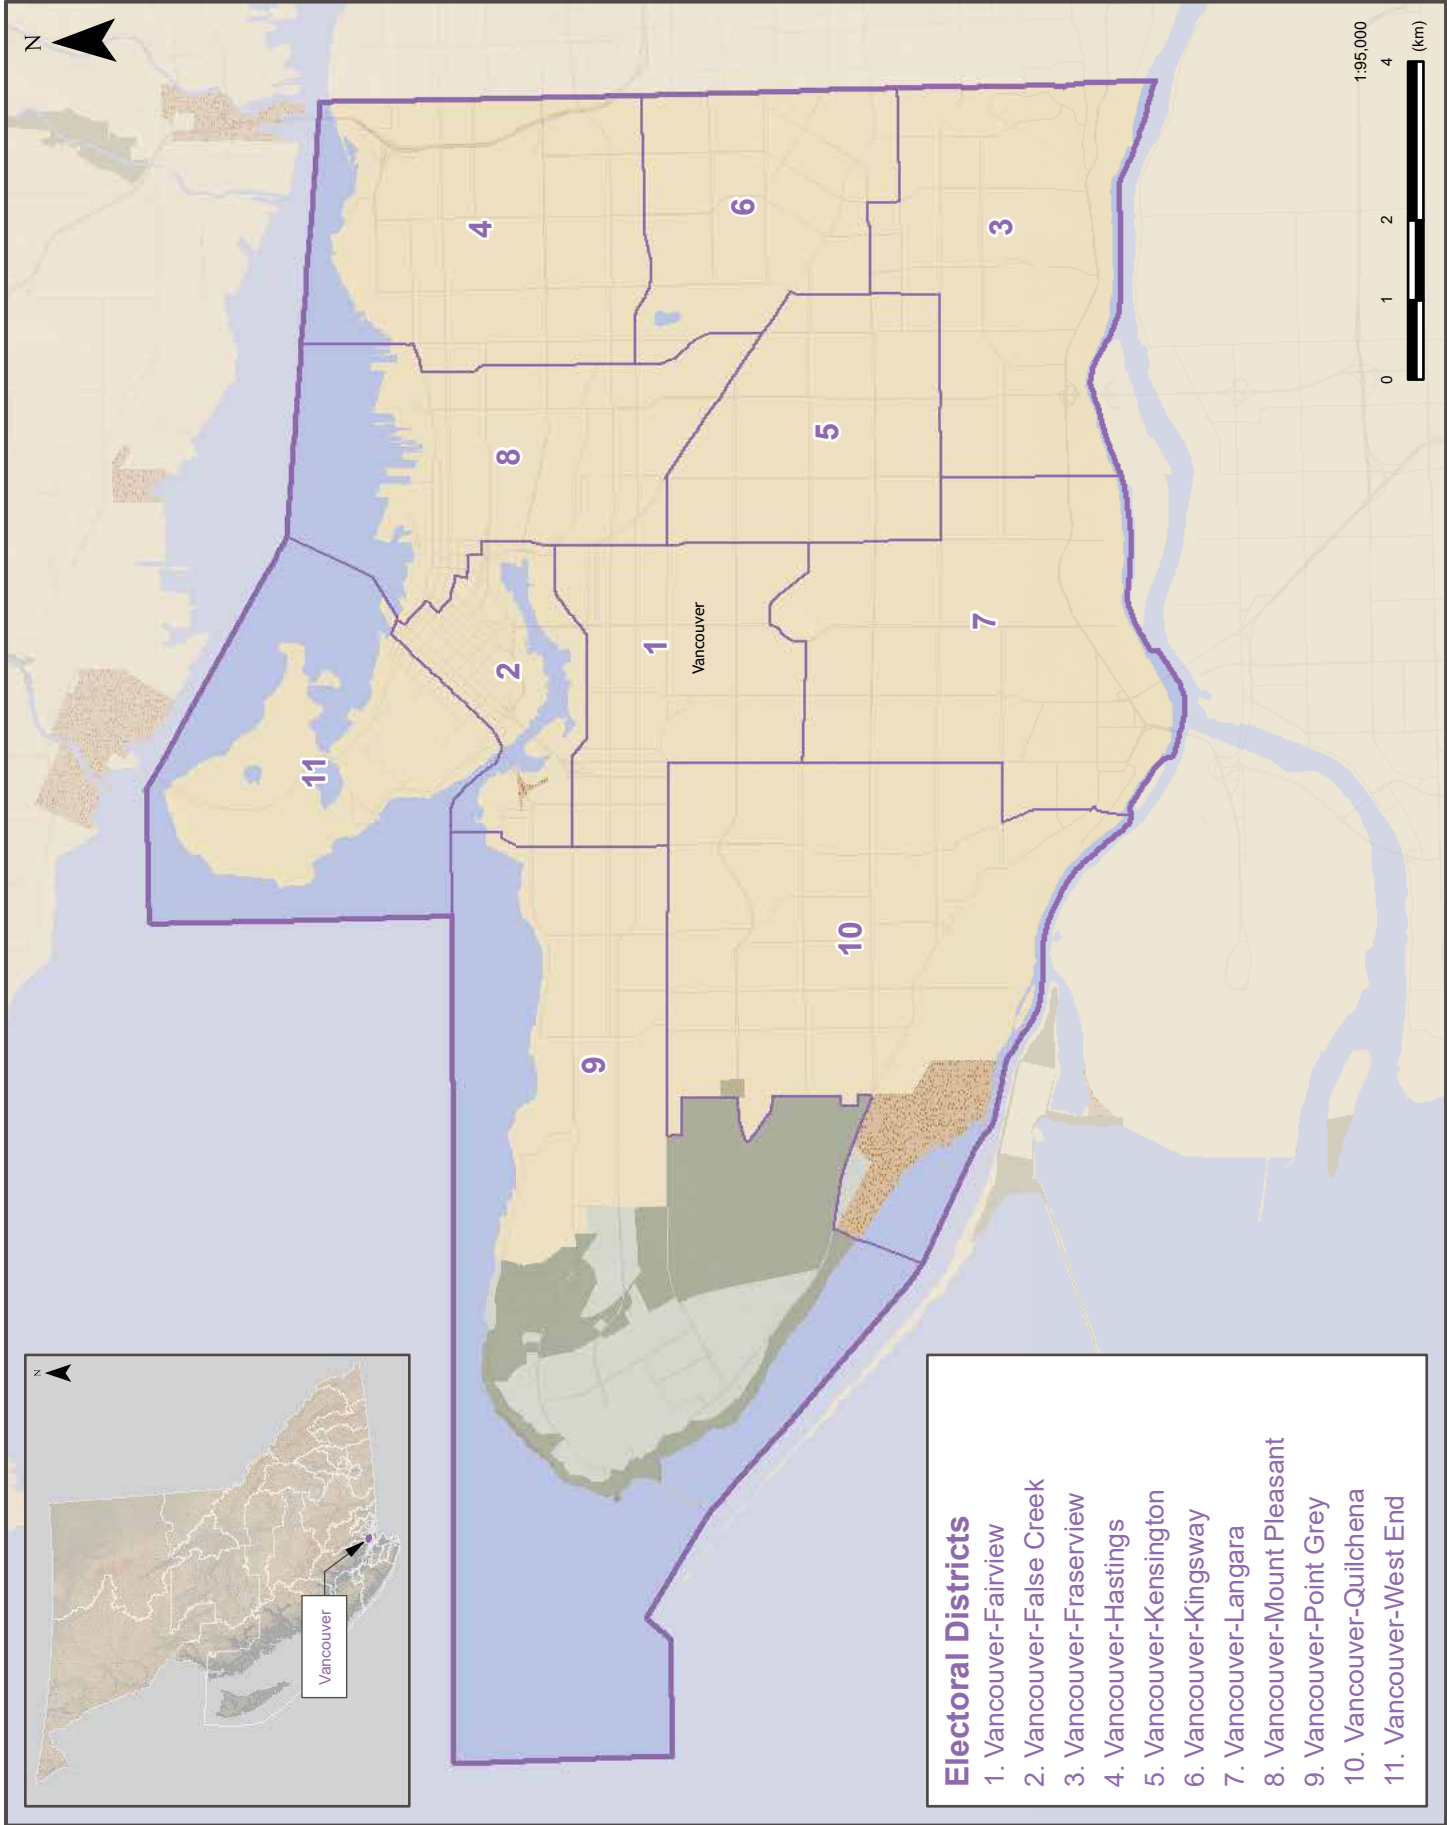 N
N
Vancouver
11
4
2
8
9
1
6
Vancouver
5
10
7
3
Electoral Districts
1. Vancouver-Fairview
2. Vancouver-False Creek
3. Vancouver-Fraserview
4. Vancouver-Hastings
5. Vancouver-Kensington
6. Vancouver-Kingsway
7. Vancouver-Langara
8. Vancouver-Mount Pleasant
9. Vancouver-Point Grey
10. Vancouver-Quilchena
11. Vancouver-West End
1:95,000
0 1 2 4
(km)